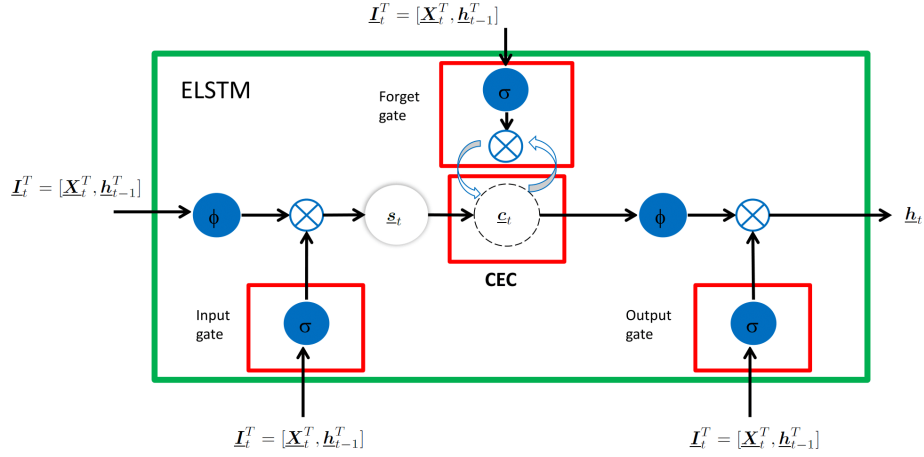 I_t^T = [X_t^T, h_{t-1}^T]
ELSTM
Forget
gate
σ
I_t^T = [X_t^T, h_{t-1}^T]
ϕ
s_t
c_t
ϕ
h_t
CEC
Input
gate
σ
Output
gate
σ
I_t^T = [X_t^T, h_{t-1}^T]
I_t^T = [X_t^T, h_{t-1}^T]